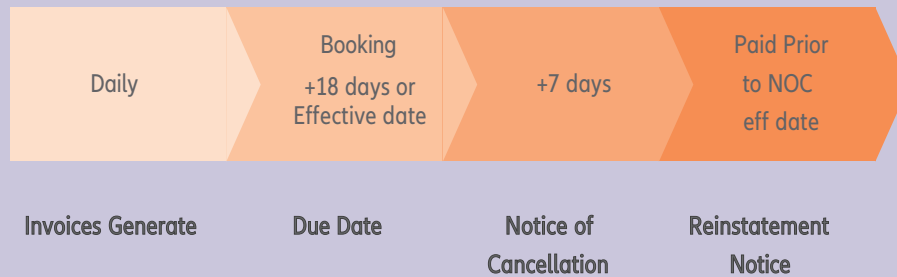 Daily
Booking
+18 days or
Effective date
+7 days
Paid Prior
to NOC
eff date
Invoices Generate
Due Date
Notice of
Cancellation
Reinstatement
Notice